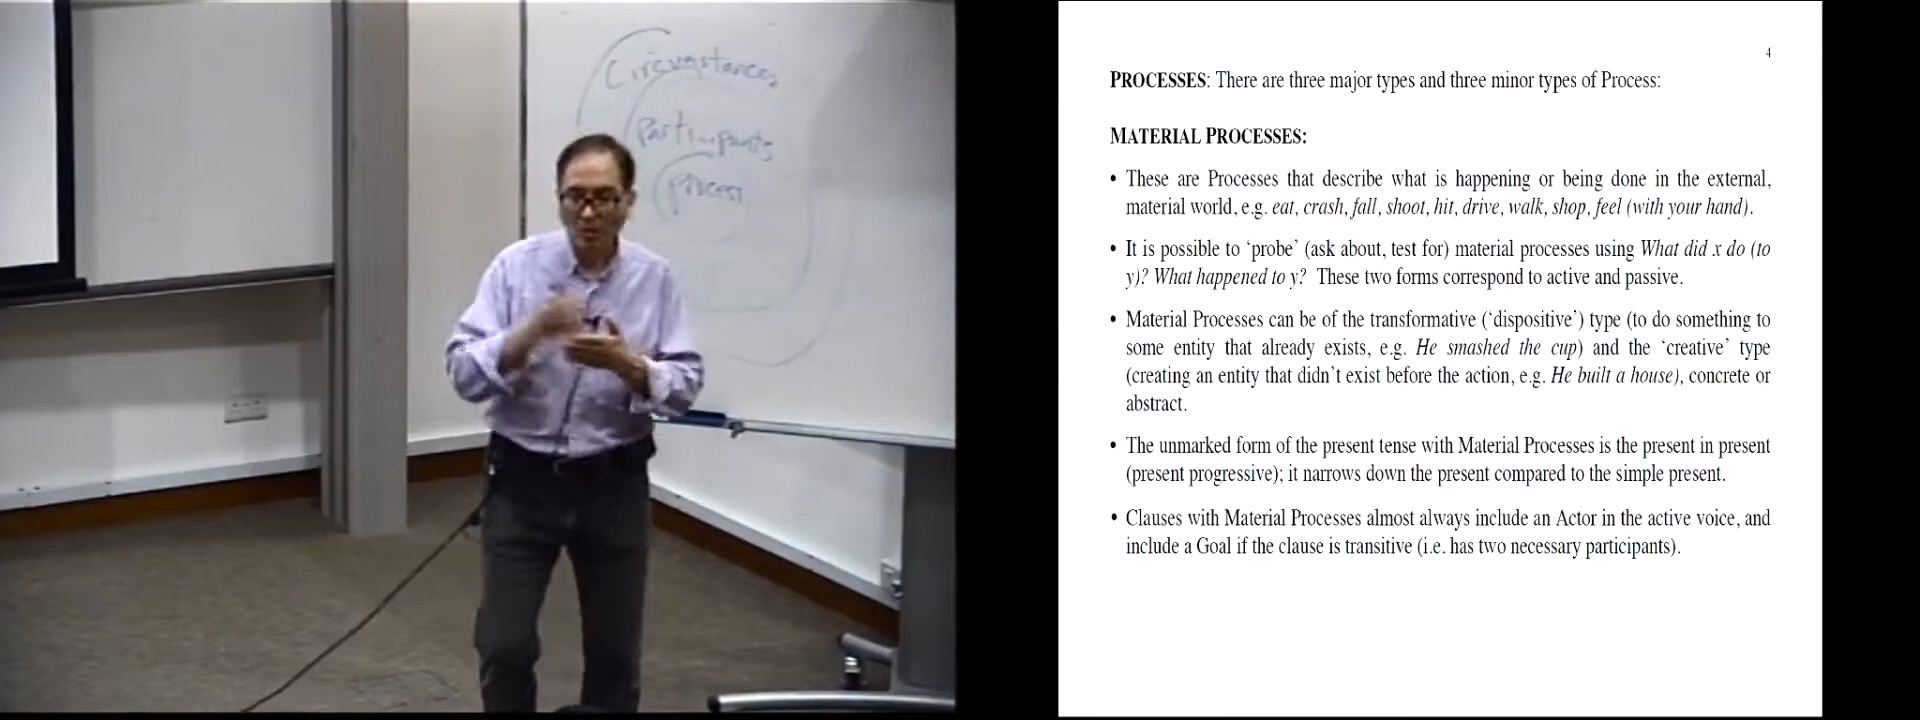 Circumstances
Participants
Process
4
PROCESSES: There are three major types and three minor types of Process:
MATERIAL PROCESSES:
• These are Processes that describe what is happening or being done in the external,
material world, e.g. eat, crash, fall, shoot, hit, drive, walk, shop, feel (with your hand).
• It is possible to ‘probe’ (ask about, test for) material processes using What did x do (to
y)? What happened to y? These two forms correspond to active and passive.
• Material Processes can be of the transformative (‘dispositive’) type (to do something to
some entity that already exists, e.g. He smashed the cup) and the ‘creative’ type
(creating an entity that didn’t exist before the action, e.g. He built a house), concrete or
abstract.
• The unmarked form of the present tense with Material Processes is the present in present
(present progressive); it narrows down the present compared to the simple present.
• Clauses with Material Processes almost always include an Actor in the active voice, and
include a Goal if the clause is transitive (i.e. has two necessary participants).